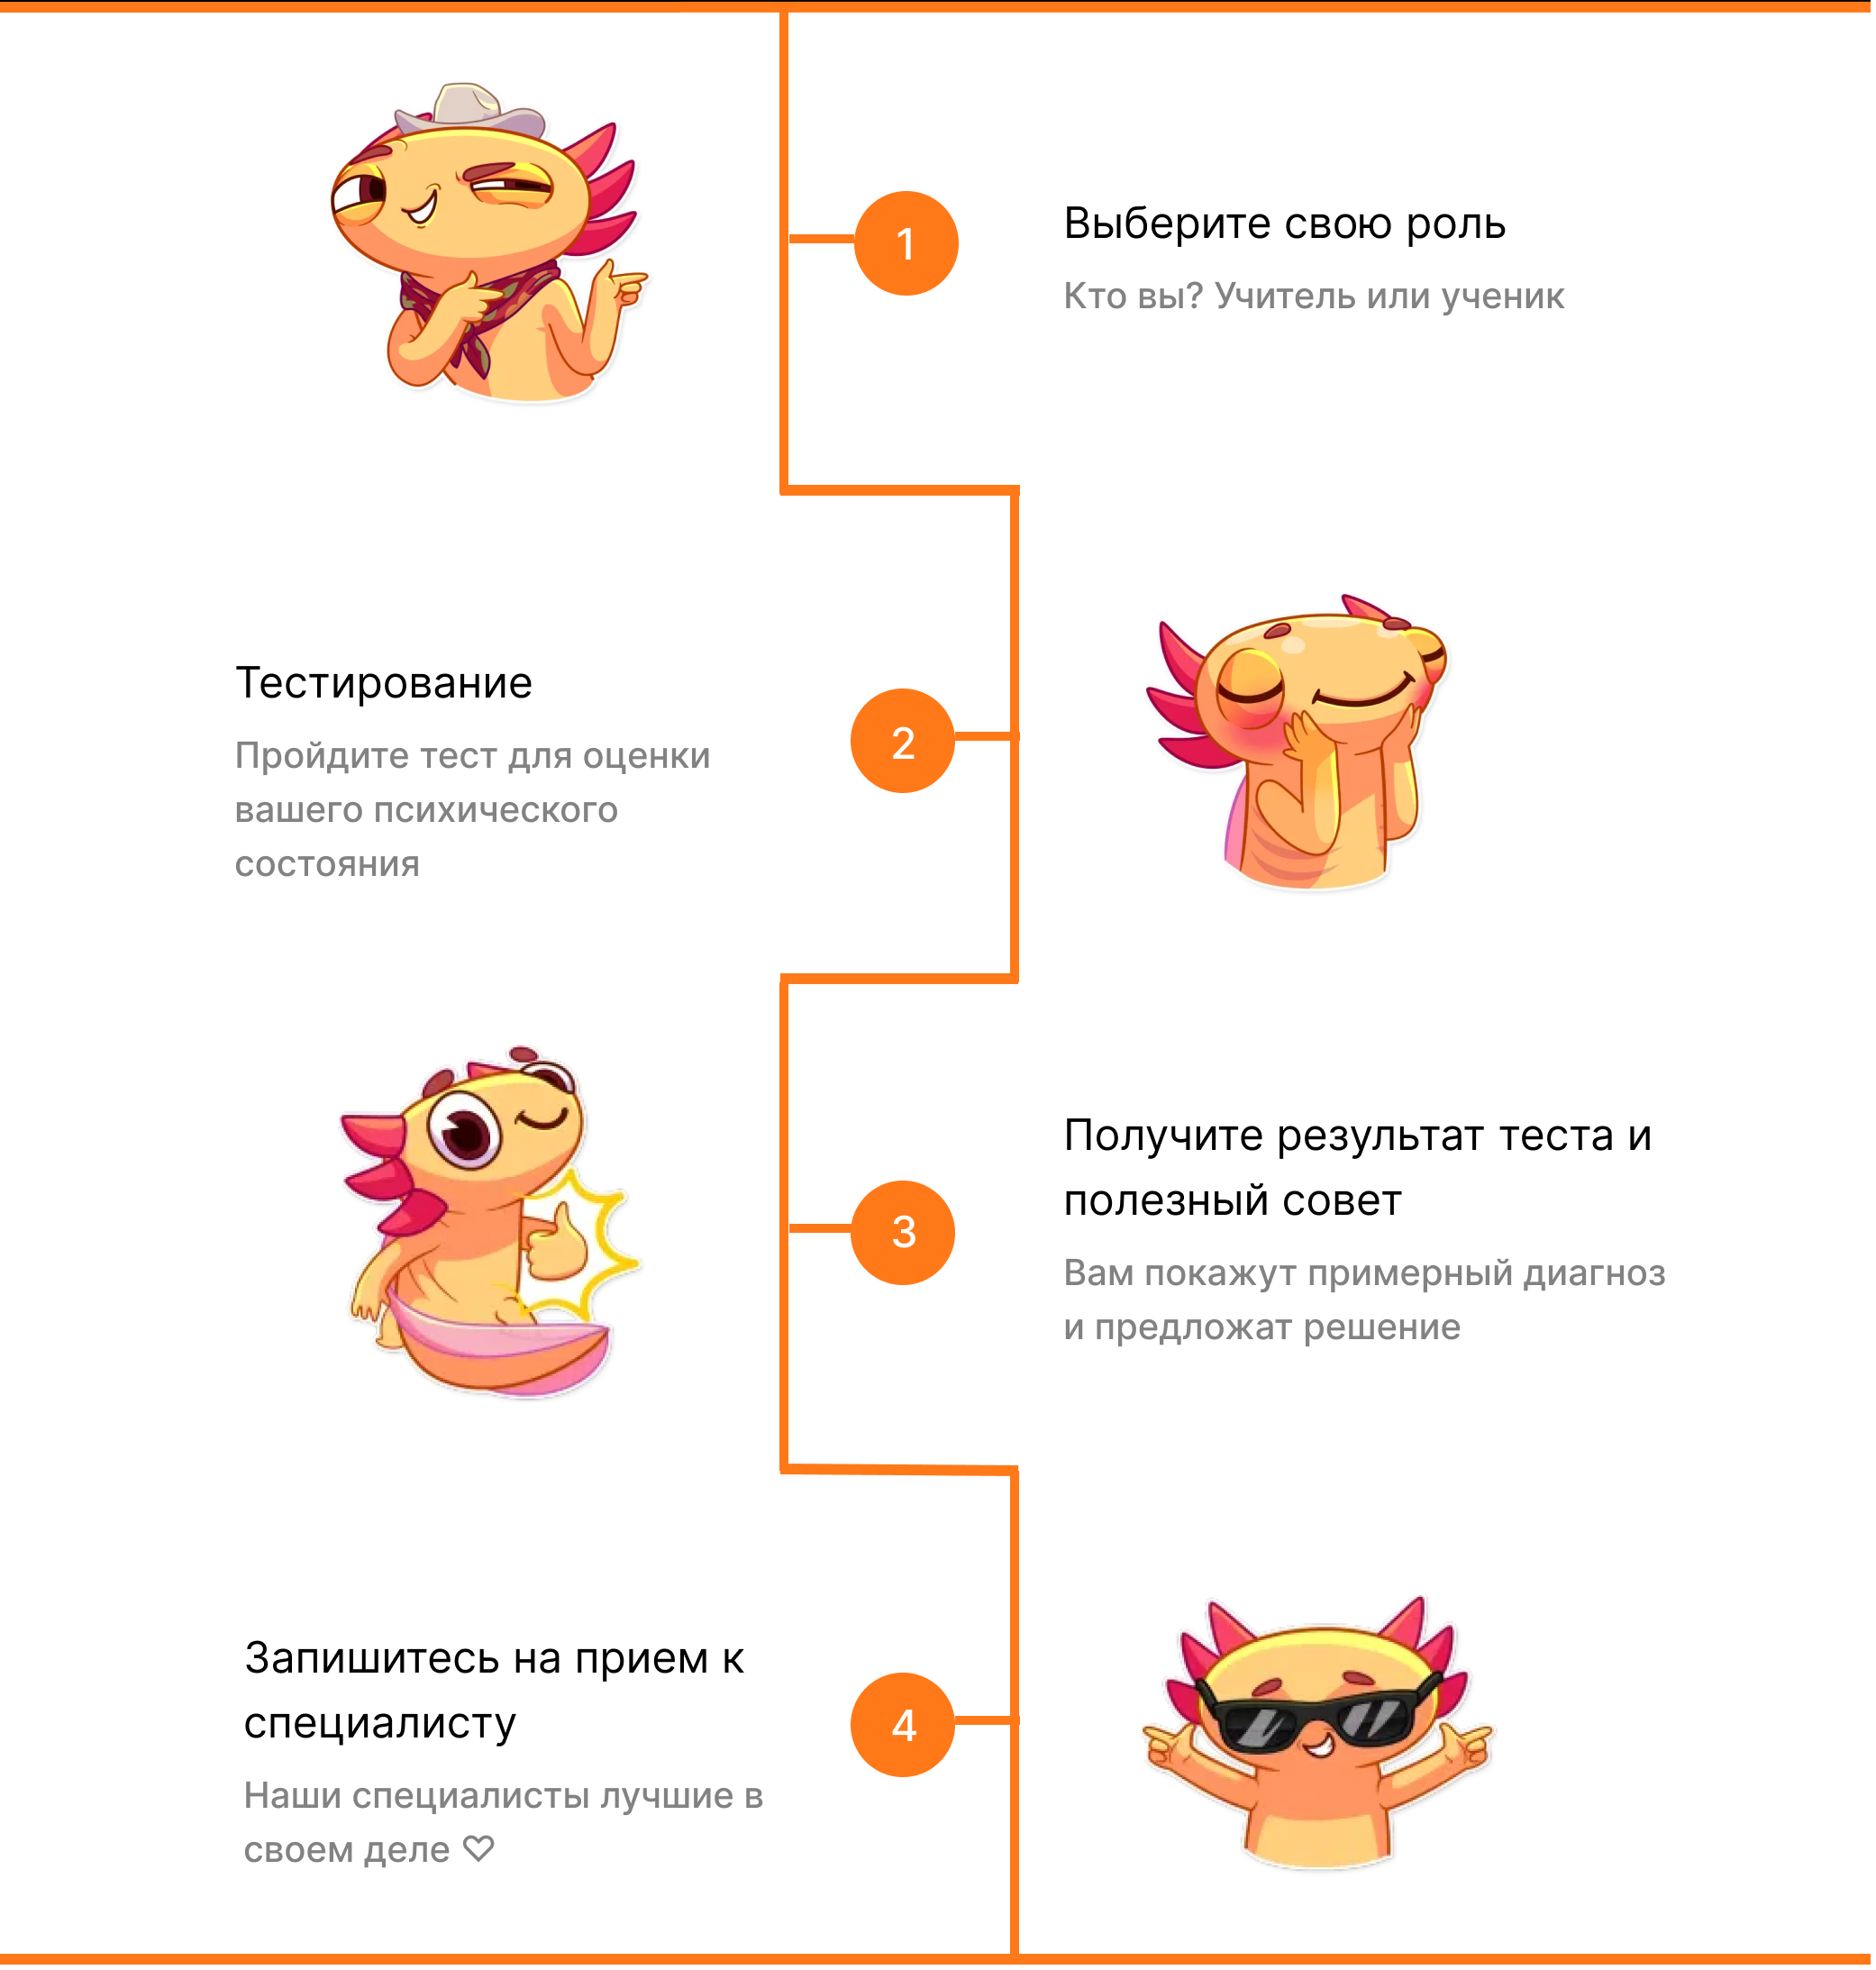 1
Выберите свою роль
Кто вы? Учитель или ученик
Тестирование
Пройдите тест для оценки
вашего психического
состояния
2
3
Получите результат теста и
полезный совет
Вам покажут примерный диагноз
и предложат решение
Запишитесь на прием к
специалисту
Наши специалисты лучшие в
своем деле ♡
4